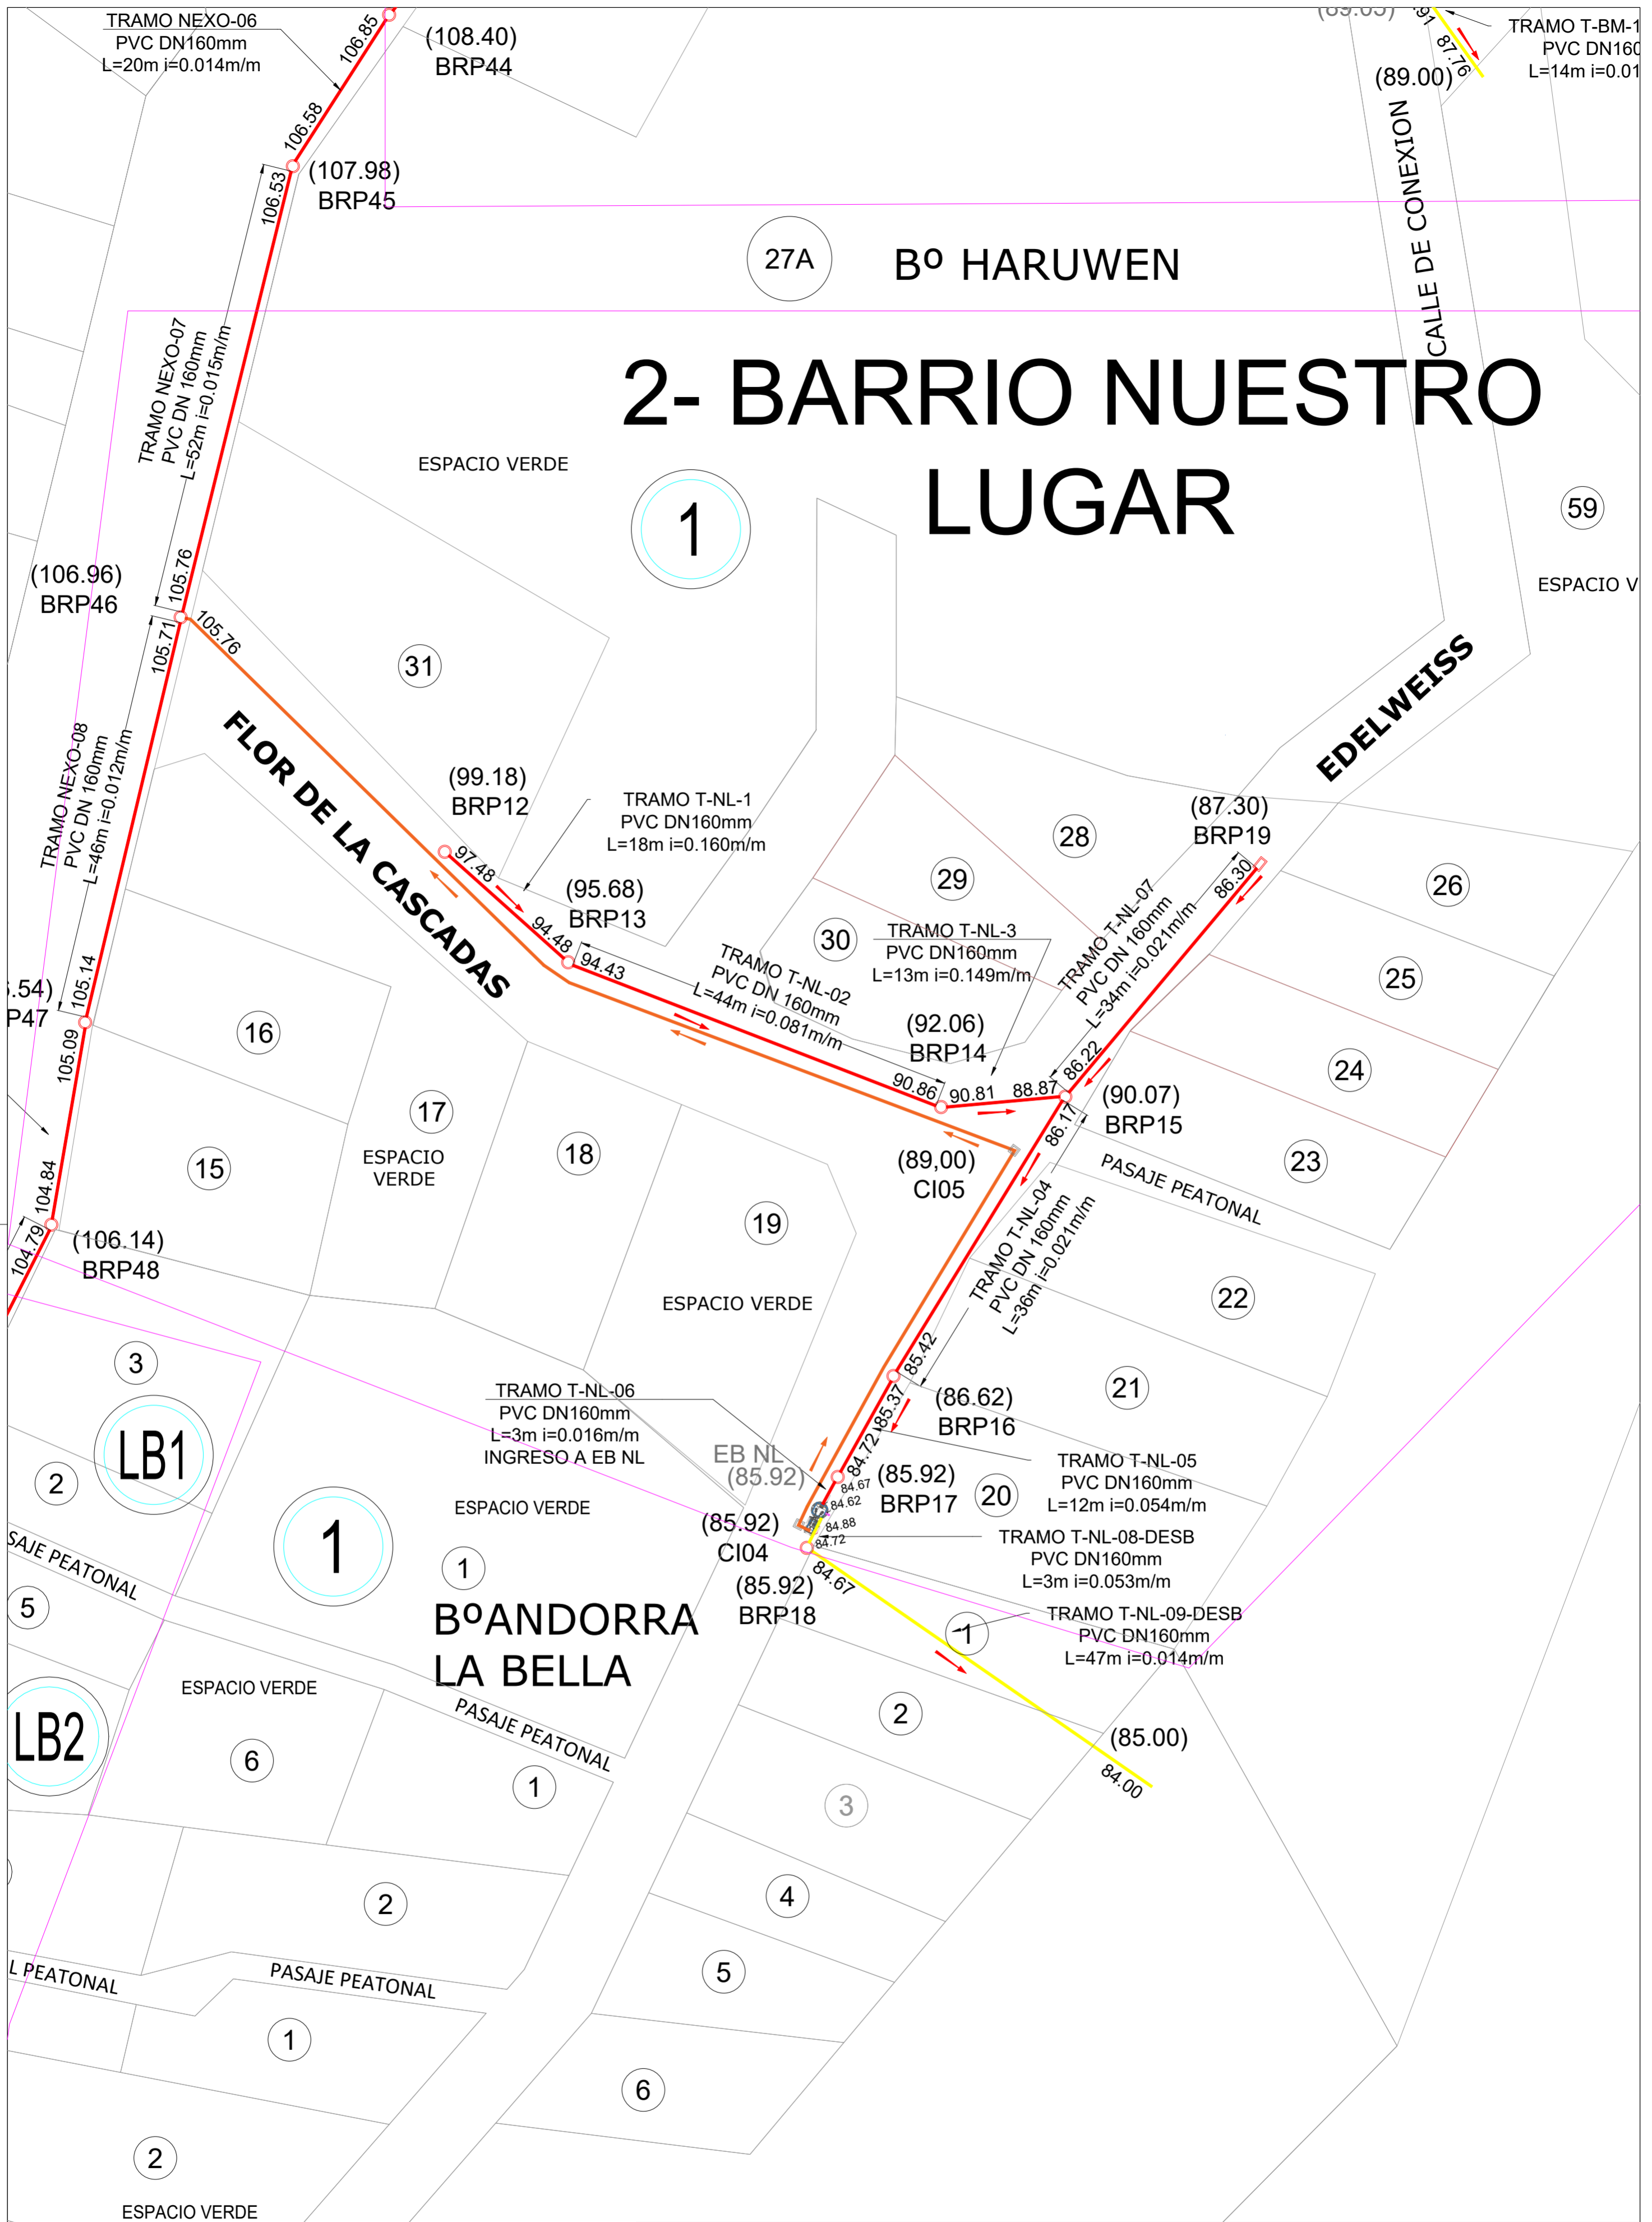 TRAMO NEXO-06
PVC DN160mm
L=20m i=0.014m/m
106.85
(108.40)
BRP44
106.58
(107.98)
BRP45
106.53
(89.05)
87.76
(89.00)
TRAMO T-BM-1
PVC DN160
L=14m i=0.01
CALLE DE CONEXION
27A
Bº HARUWEN
2- BARRIO NUESTRO
LUGAR
TRAMO NEXO-07
PVC DN 160mm
L=52m i=0.015m/m
ESPACIO VERDE
1
59
ESPACIO V
(106.96)
BRP46
105.76
105.71
105.76
31
EDELWEISS
FLOR DE LA CASCADAS
TRAMO NEXO-08
PVC DN 160mm
L=46m i=0.012m/m
(99.18)
BRP12
97.48
TRAMO T-NL-1
PVC DN160mm
L=18m i=0.160m/m
(95.68)
BRP13
94.48
94.43
(87.30)
BRP19
86.30
28
29
30
26
25
24
23
TRAMO T-NL-02
PVC DN 160mm
L=44m i=0.081m/m
TRAMO T-NL-3
PVC DN160mm
L=13m i=0.149m/m
TRAMO T-NL-07
PVC DN 160mm
L=34m i=0.021m/m
(92.06)
BRP14
90.86
90.81
88.87
86.22
86.17
(90.07)
BRP15
PASAJE PEATONAL
(89,00)
CI05
.54)
P47
105.14
105.09
16
17
ESPACIO
VERDE
15
18
19
ESPACIO VERDE
104.84
104.79
(106.14)
BRP48
TRAMO T-NL-04
PVC DN 160mm
L=36m i=0.021m/m
22
21
3
LB1
2
85.42
85.37
(86.62)
BRP16
TRAMO T-NL-06
PVC DN160mm
L=3m i=0.016m/m
INGRESO A EB NL
EB NL
(85.92)
84.72
84.67
84.62
(85.92)
BRP17
20
TRAMO T-NL-05
PVC DN160mm
L=12m i=0.054m/m
ESPACIO VERDE
1
1
(85.92)
CI04
84.88
84.72
84.67
TRAMO T-NL-08-DESB
PVC DN160mm
L=3m i=0.053m/m
(85.92)
BRP18
TRAMO T-NL-09-DESB
PVC DN160mm
L=47m i=0.014m/m
1
SAJE PEATONAL
5
BºANDORRA
LA BELLA
ESPACIO VERDE
PASAJE PEATONAL
LB2
6
1
2
(85.00)
84.00
3
2
4
5
L PEATONAL
PASAJE PEATONAL
1
6
2
ESPACIO VERDE